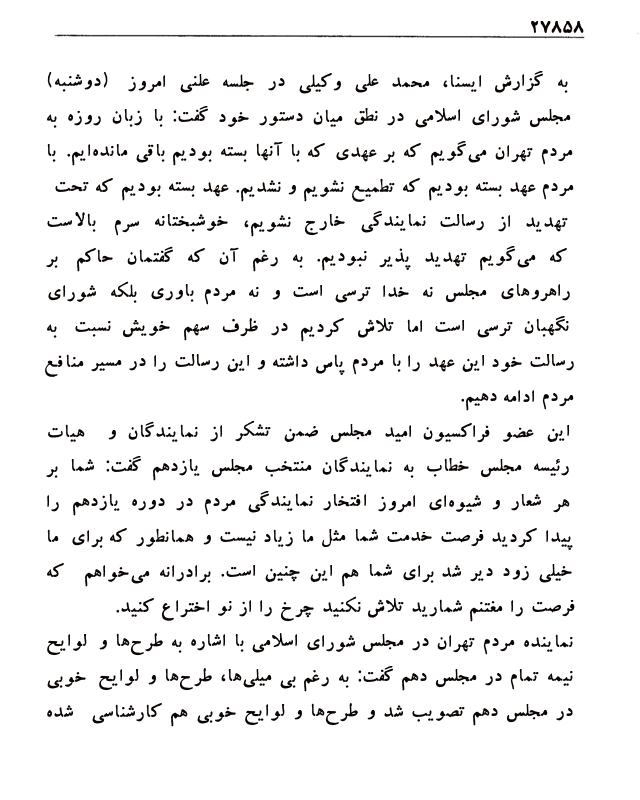 ۲۷۸۵۸
به گزارش ایسنا، محمد علی وکیلی در جلسه علنی امروز (دوشنبه)
مجلس شورای اسلامی در نطق میان دستور خود گفت: با زبان روزه به
مردم تهران می‌گویم که بر عهدی که با آنها بسته بودیم باقی مانده‌ایم. با
مردم عهد بسته بودیم که تطمیع نشویم و نشدیم. عهد بسته بودیم که تحت
تهدید از رسالت نمایندگی خارج نشویم، خوشبختانه سرم بالاست
که می‌گویم تهدید پذیر نبودیم. به رغم آن که گفتمان حاکم بر
راهروهای مجلس نه خدا ترسی است و نه مردم باوری بلکه شورای
نگهبان ترسی است اما تلاش کردیم در ظرف سهم خویش نسبت به
رسالت خود این عهد را با مردم پاس داشته و این رسالت را در مسیر منافع
مردم ادامه دهیم.
این عضو فراکسیون امید مجلس ضمن تشکر از نمایندگان و هیات
رئیسه مجلس خطاب به نمایندگان منتخب مجلس یازدهم گفت: شما بر
هر شعار و شیوه‌ای امروز افتخار نمایندگی مردم در دوره یازدهم را
پیدا کردید فرصت خدمت شما مثل ما زیاد نیست و همانطور که برای ما
خیلی زود دیر شد برای شما هم این چنین است. برادرانه می‌خواهم که
فرصت را مغتنم شمارید تلاش نکنید چرخ را از نو اختراع کنید.
نماینده مردم تهران در مجلس شورای اسلامی با اشاره به طرح‌ها و لوایح
نیمه تمام در مجلس دهم گفت: به رغم بی میلی‌ها، طرح‌ها و لوایح خوبی
در مجلس دهم تصویب شد و طرح‌ها و لوایح خوبی هم کارشناسی شده